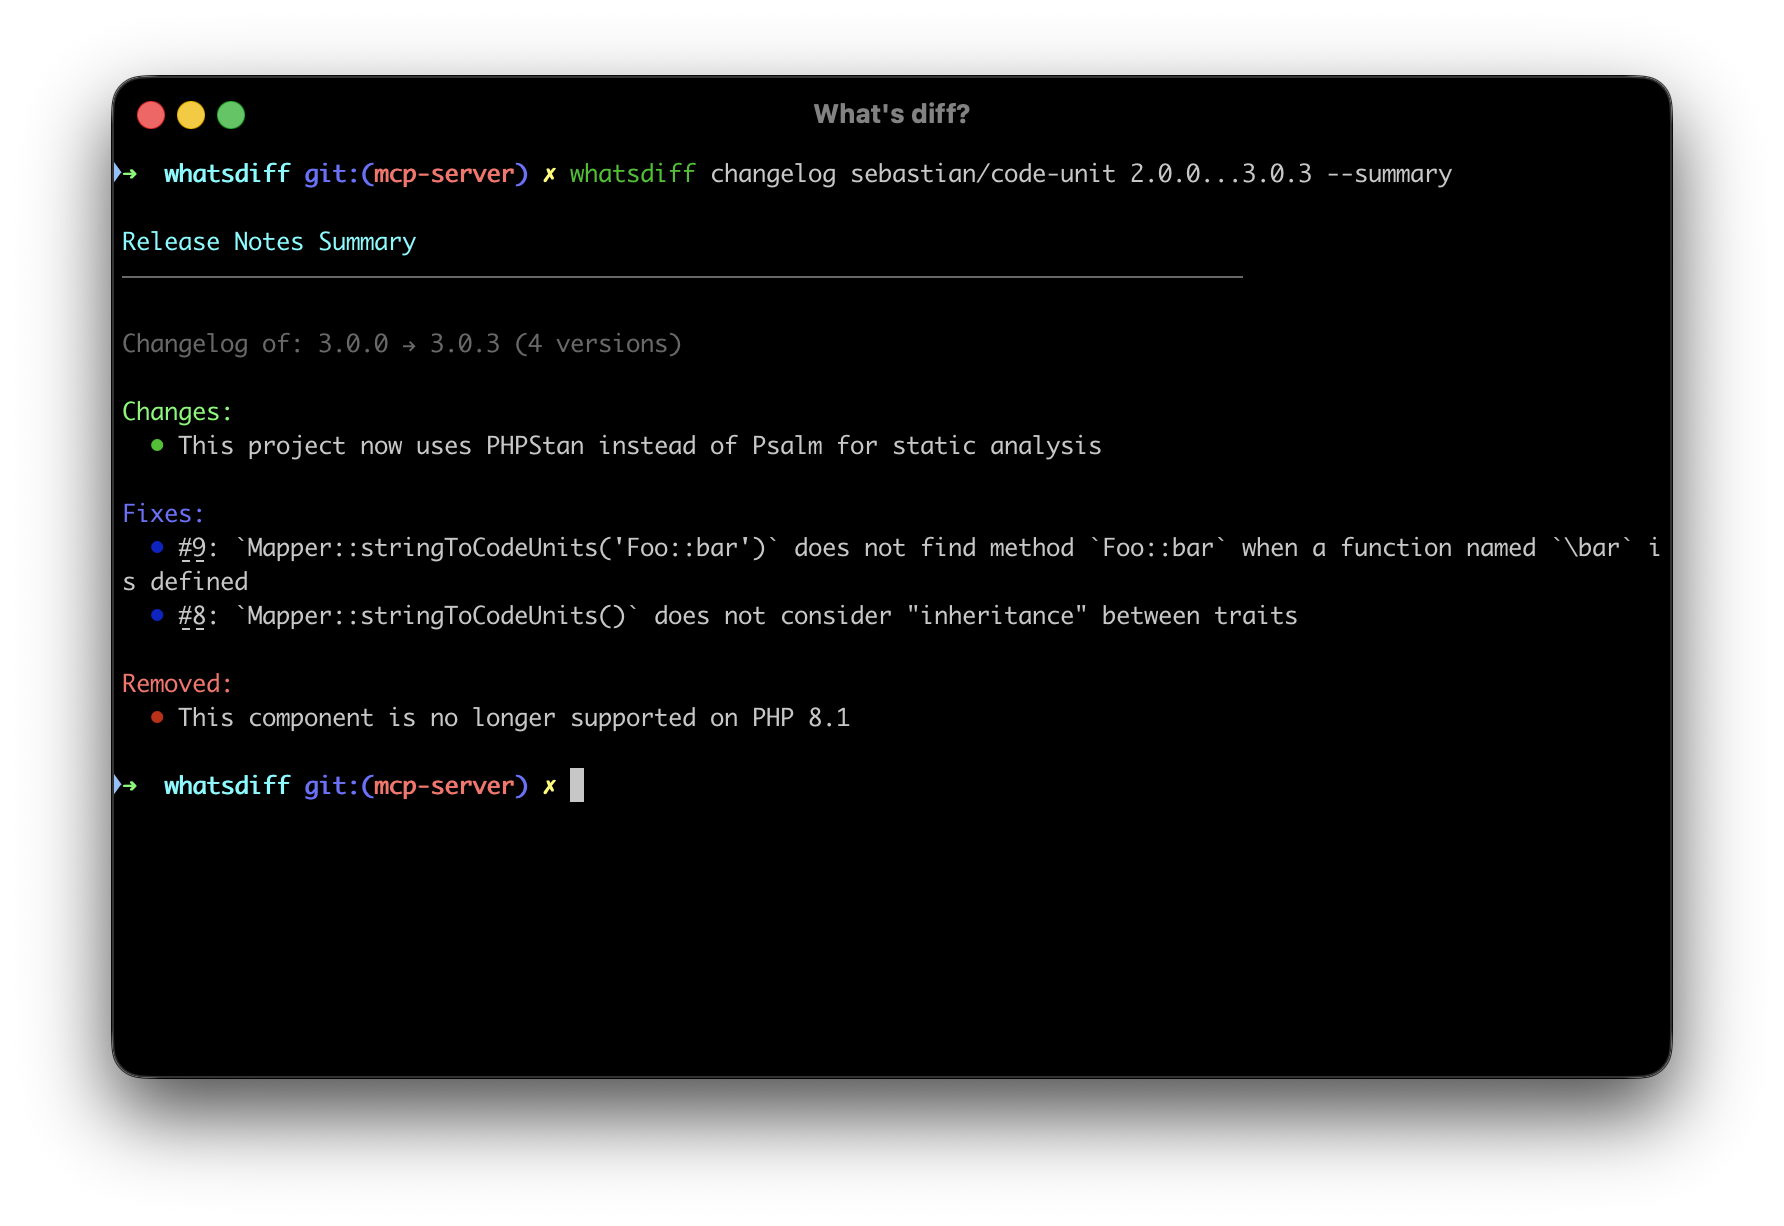 What's diff?
➜  whatsdiff git:(mcp-server) ✗ whatsdiff changelog sebastian/code-unit 2.0.0...3.0.3 --summary
Release Notes Summary
Changelog of: 3.0.0 → 3.0.3 (4 versions)
Changes:
● This project now uses PHPStan instead of Psalm for static analysis
Fixes:
● #9: `Mapper::stringToCodeUnits('Foo::bar')` does not find method `Foo::bar` when a function named `\bar` i
s defined
● #8: `Mapper::stringToCodeUnits()` does not consider "inheritance" between traits
Removed:
● This component is no longer supported on PHP 8.1
➜  whatsdiff git:(mcp-server) ✗